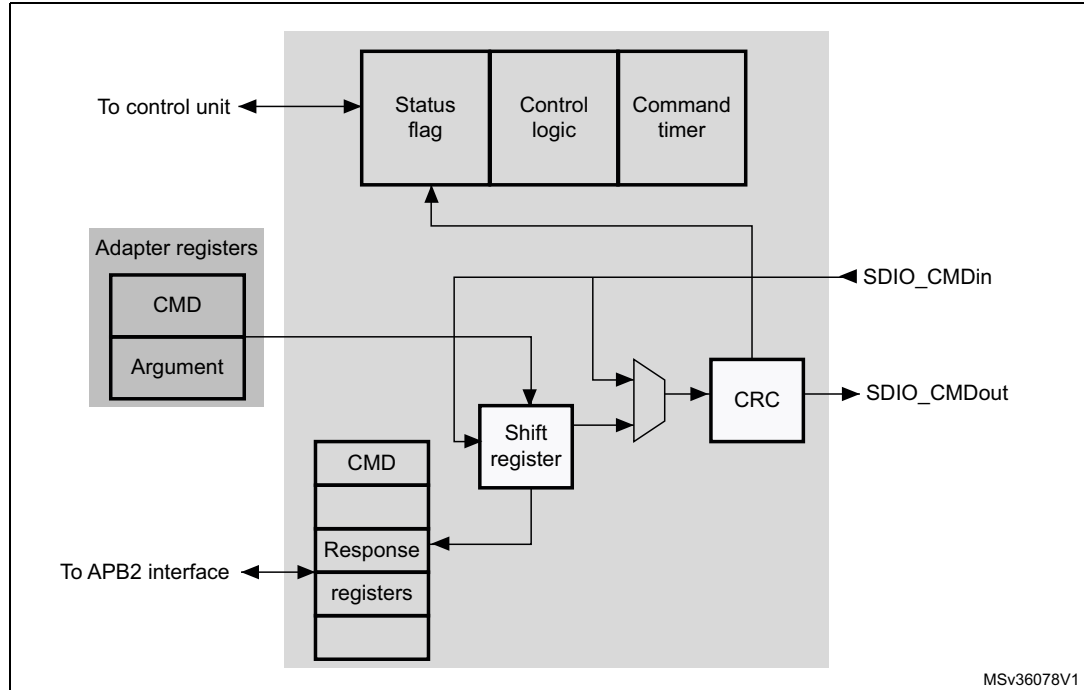 To control unit
Status
flag
Control
logic
Command
timer
Adapter registers
CMD
Argument
SDIO_CMDin
SDIO_CMDout
CRC
Shift
register
CMD
Response
registers
To APB2 interface
MSv36078V1